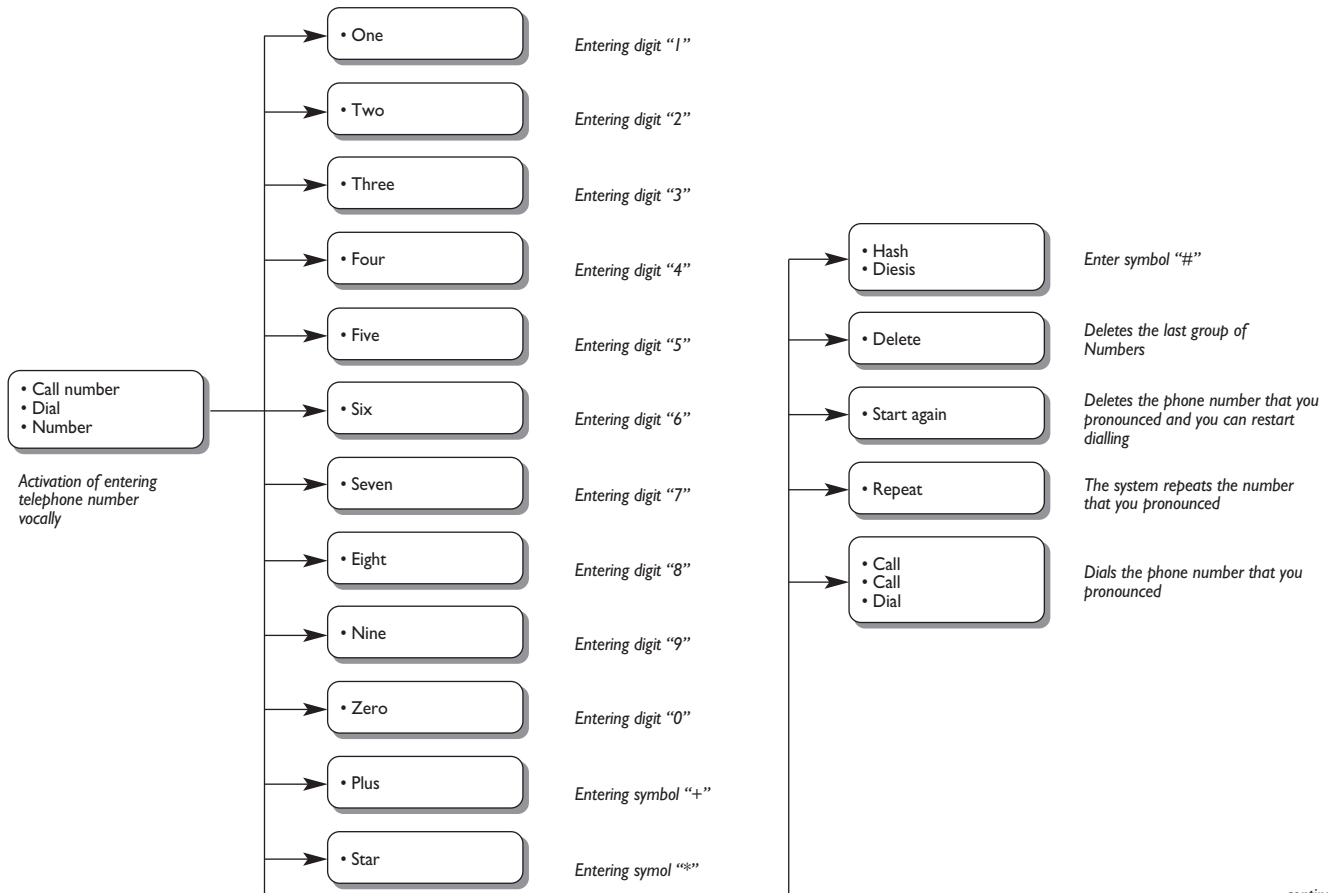 • Call number
• Dial
• Number
Activation of entering
telephone number
vocally
• One
Entering digit “1”
• Two
Entering digit “2”
• Three
Entering digit “3”
• Four
Entering digit “4”
• Five
Entering digit “5”
• Six
Entering digit “6”
• Seven
Entering digit “7”
• Eight
Entering digit “8”
• Nine
Entering digit “9”
• Zero
Entering digit “0”
• Plus
Entering symbol “+”
• Star
Entering symol “*”
• Hash
• Diesis
Enter symbol “#”
• Delete
Deletes the last group of
Numbers
• Start again
Deletes the phone number that you
pronounced and you can restart
dialling
• Repeat
The system repeats the number
that you pronounced
• Call
• Call
• Dial
Dials the phone number that you
pronounced